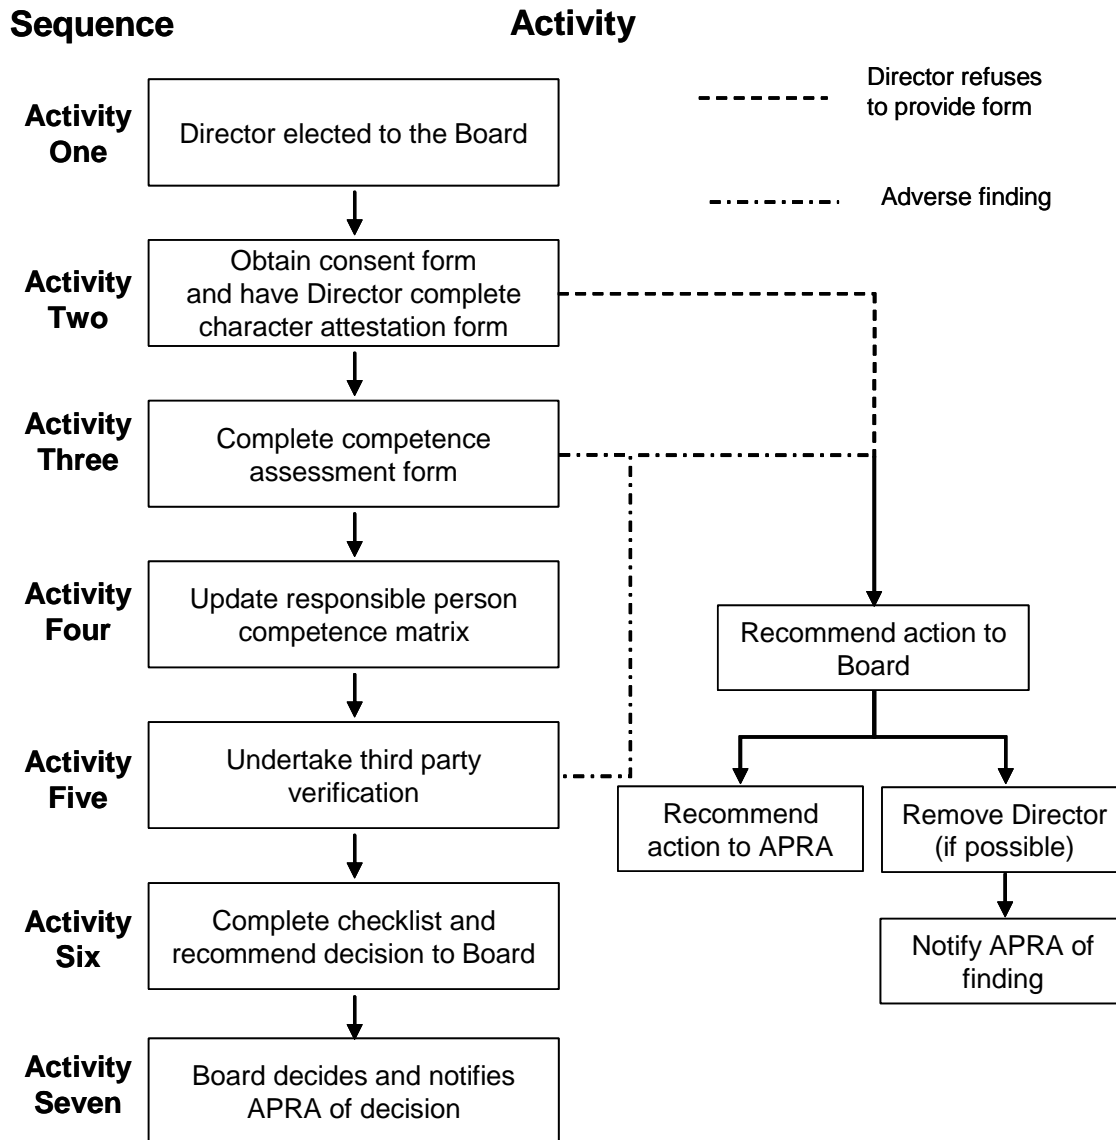 Sequence
Activity
Director refuses
to provide form
Adverse finding
Activity
One
Director elected to the Board
Activity
Two
Obtain consent form
and have Director complete
character attestation form
Activity
Three
Complete competence
assessment form
Activity
Four
Update responsible person
competence matrix
Recommend action to
Board
Activity
Five
Undertake third party
verification
Recommend
action to APRA
Remove Director
(if possible)
Activity
Six
Complete checklist and
recommend decision to Board
Notify APRA of
finding
Activity
Seven
Board decides and notifies
APRA of decision